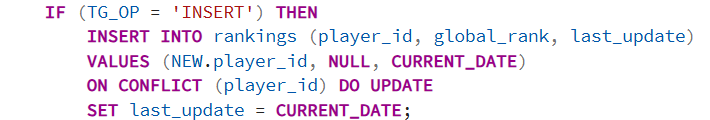 IF (TG_OP = 'INSERT') THEN
INSERT INTO rankings (player_id, global_rank, last_update)
VALUES (NEW.player_id, NULL, CURRENT_DATE)
ON CONFLICT (player_id) DO UPDATE
SET last_update = CURRENT_DATE;